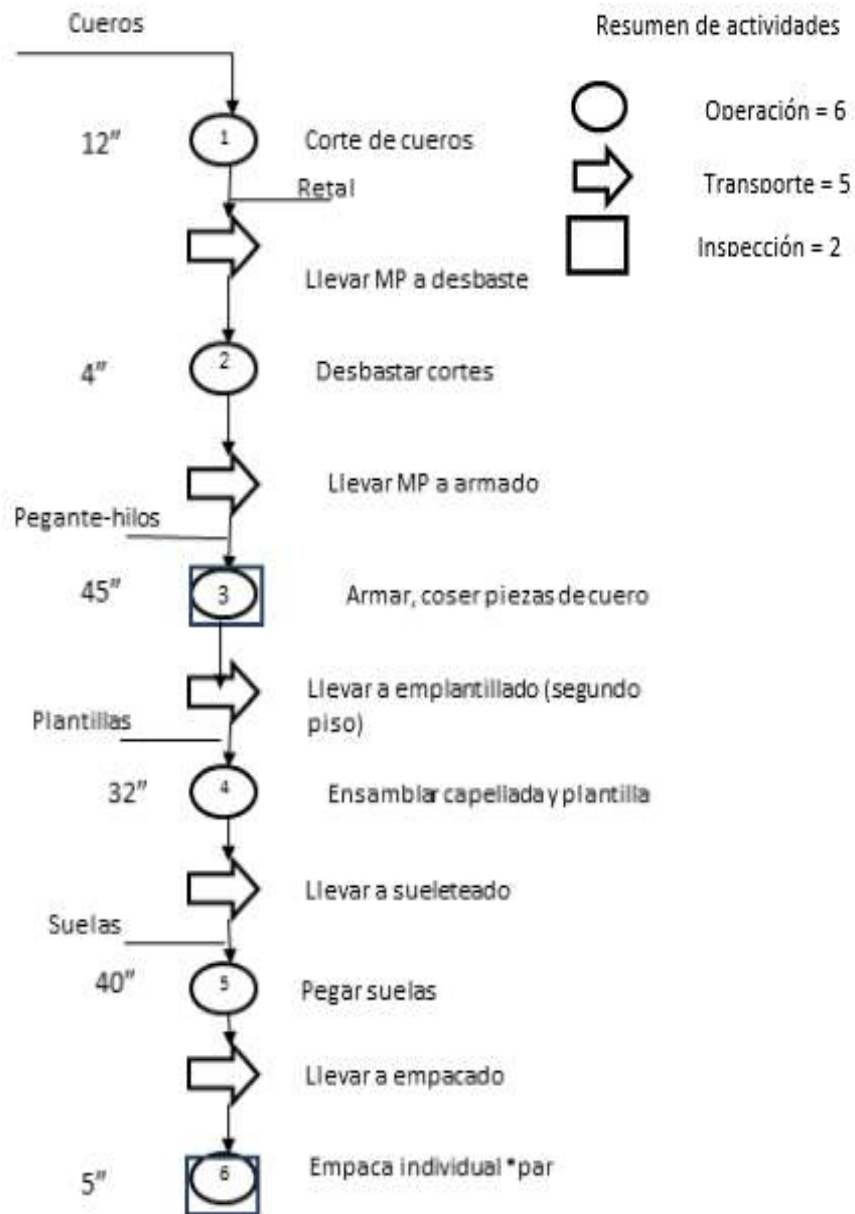 Cueros
Resumen de actividades
Operación = 6
12" 1 Corte de cueros
Retal
Transporte = 5
Inspección = 2
Llevar MP a desbaste
4" 2 Desbastar cortes
Llevar MP a armado
Pegante-hilos
45" 3 Armar, coser piezas de cuero
Llevar a emplantillado (segundo
piso)
Plantillas
32" 4 Ensamblar capellada y plantilla
Llevar a sueleteado
Suelas
40" 5 Pegar suelas
Llevar a empacado
5" 6 Empaca individual *par